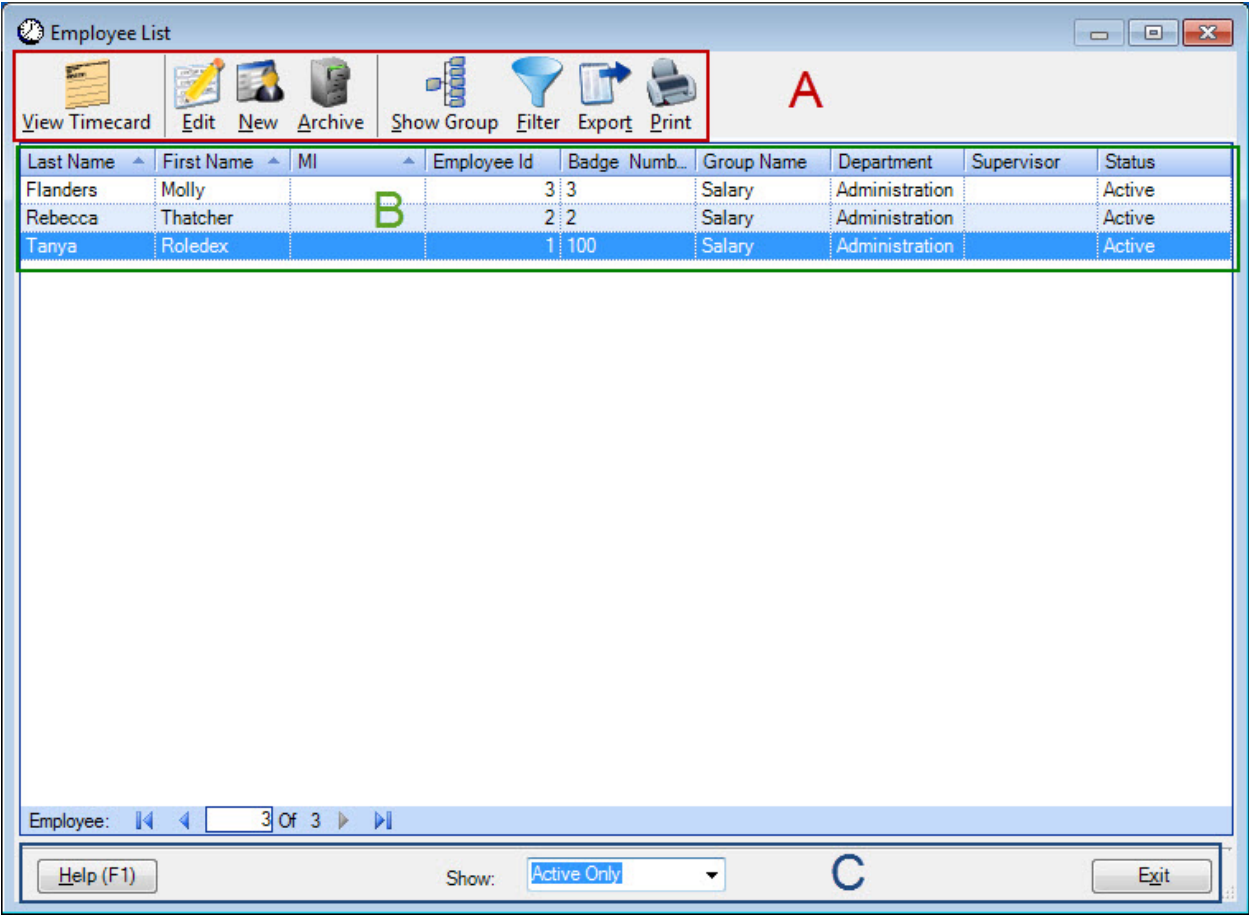 Employee List
View Timecard Edit New Archive Show Group Filter Export Print A
Last Name First Name MI Employee Id Badge Numb... Group Name Department Supervisor Status
Flanders Molly 3 3 Salary Administration Active
Rebecca Thatcher 2 2 Salary Administration Active
B
Tanya Roledex 1 100 Salary Administration Active
Employee: 3 Of 3
Help (F1) Show: Active Only C Exit